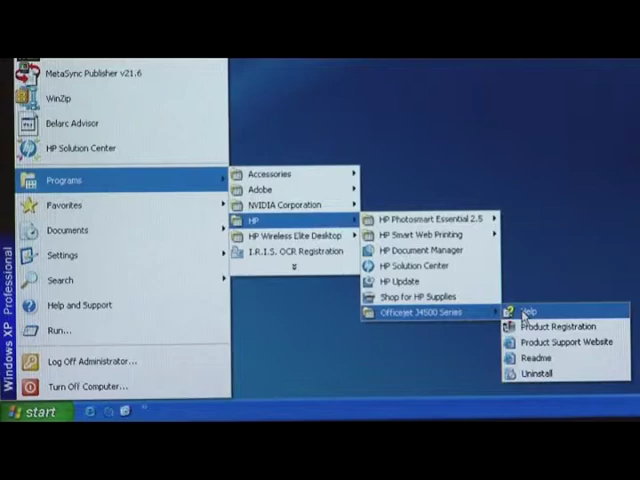 MetaSync Publisher v21.6
WinZip
Belarc Advisor
HP Solution Center
Programs
Favorites
Documents
Settings
Search
Help and Support
Run...
Log Off Administrator...
Turn Off Computer...
Windows XP Professional
start
Accessories
Adobe
NVIDIA Corporation
HP
HP Wireless Elite Desktop
I.R.I.S. OCR Registration
HP Photosmart Essential 2.5
HP Smart Web Printing
HP Document Manager
HP Solution Center
HP Update
Shop for HP Supplies
Officejet J4500 Series
Help
Product Registration
Product Support Website
Readme
Uninstall